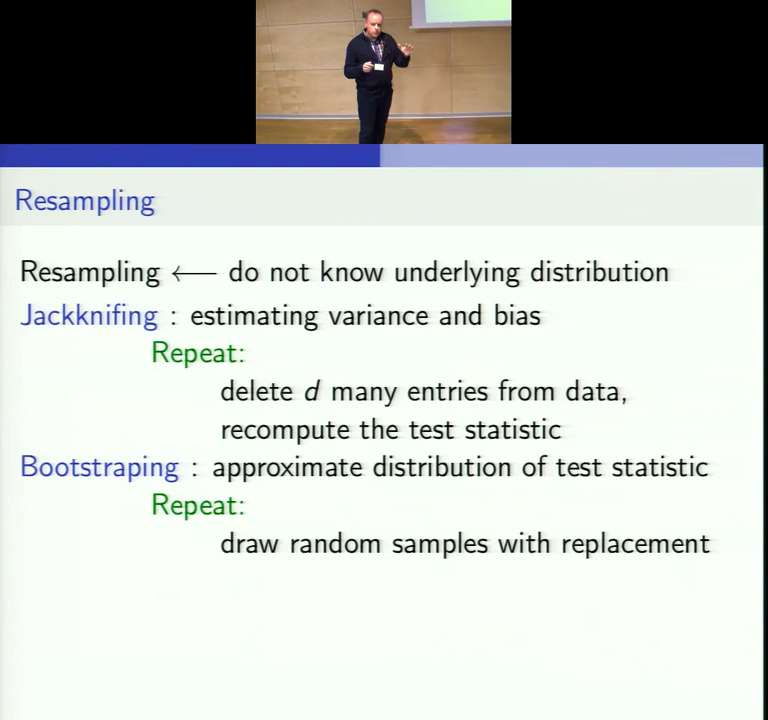 Resampling
Resampling ⟵ do not know underlying distribution
Jackknifing : estimating variance and bias
Repeat:
delete d many entries from data,
recompute the test statistic
Bootstraping : approximate distribution of test statistic
Repeat:
draw random samples with replacement